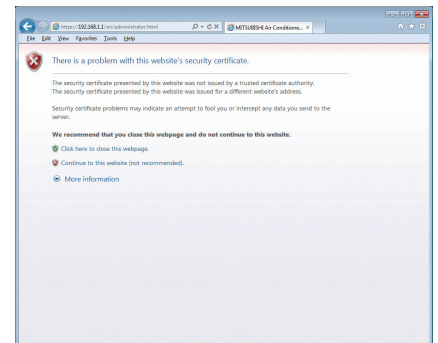 https://192.168.1.1/en/administrator.html
MITSUBISHI Air Conditione...
File Edit View Favorites Tools Help
There is a problem with this website's security certificate.
The security certificate presented by this website was not issued by a trusted certificate authority.
The security certificate presented by this website was issued for a different website's address.
Security certificate problems may indicate an attempt to fool you or intercept any data you send to the
server.
We recommend that you close this webpage and do not continue to this website.
Click here to close this webpage.
Continue to this website (not recommended).
More information